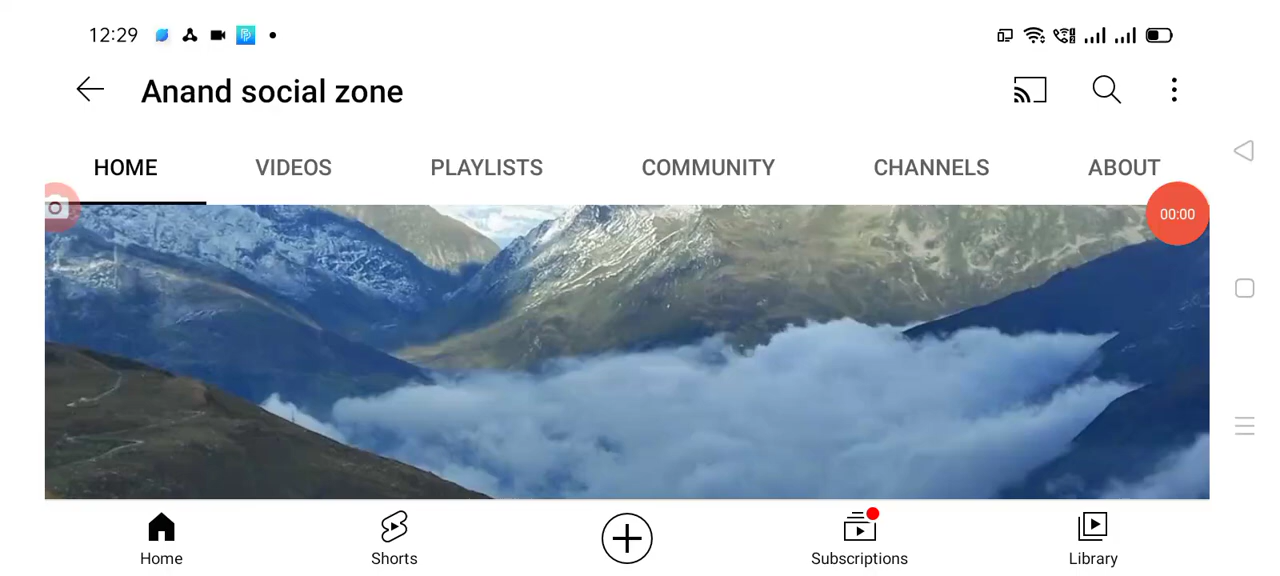 12:29
Anand social zone
HOME VIDEOS PLAYLISTS COMMUNITY CHANNELS ABOUT
00:00
Home Shorts Subscriptions Library